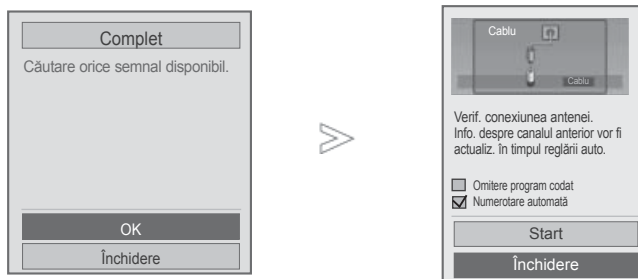 Complet
Căutare orice semnal disponibil.
OK
Închidere
Cablu
Cablu
Verif. conexiunea antenei.
Info. despre canalul anterior vor fi
actualiz. în timpul reglării auto.
Omitere program codat
Numerotare automată
Start
Închidere